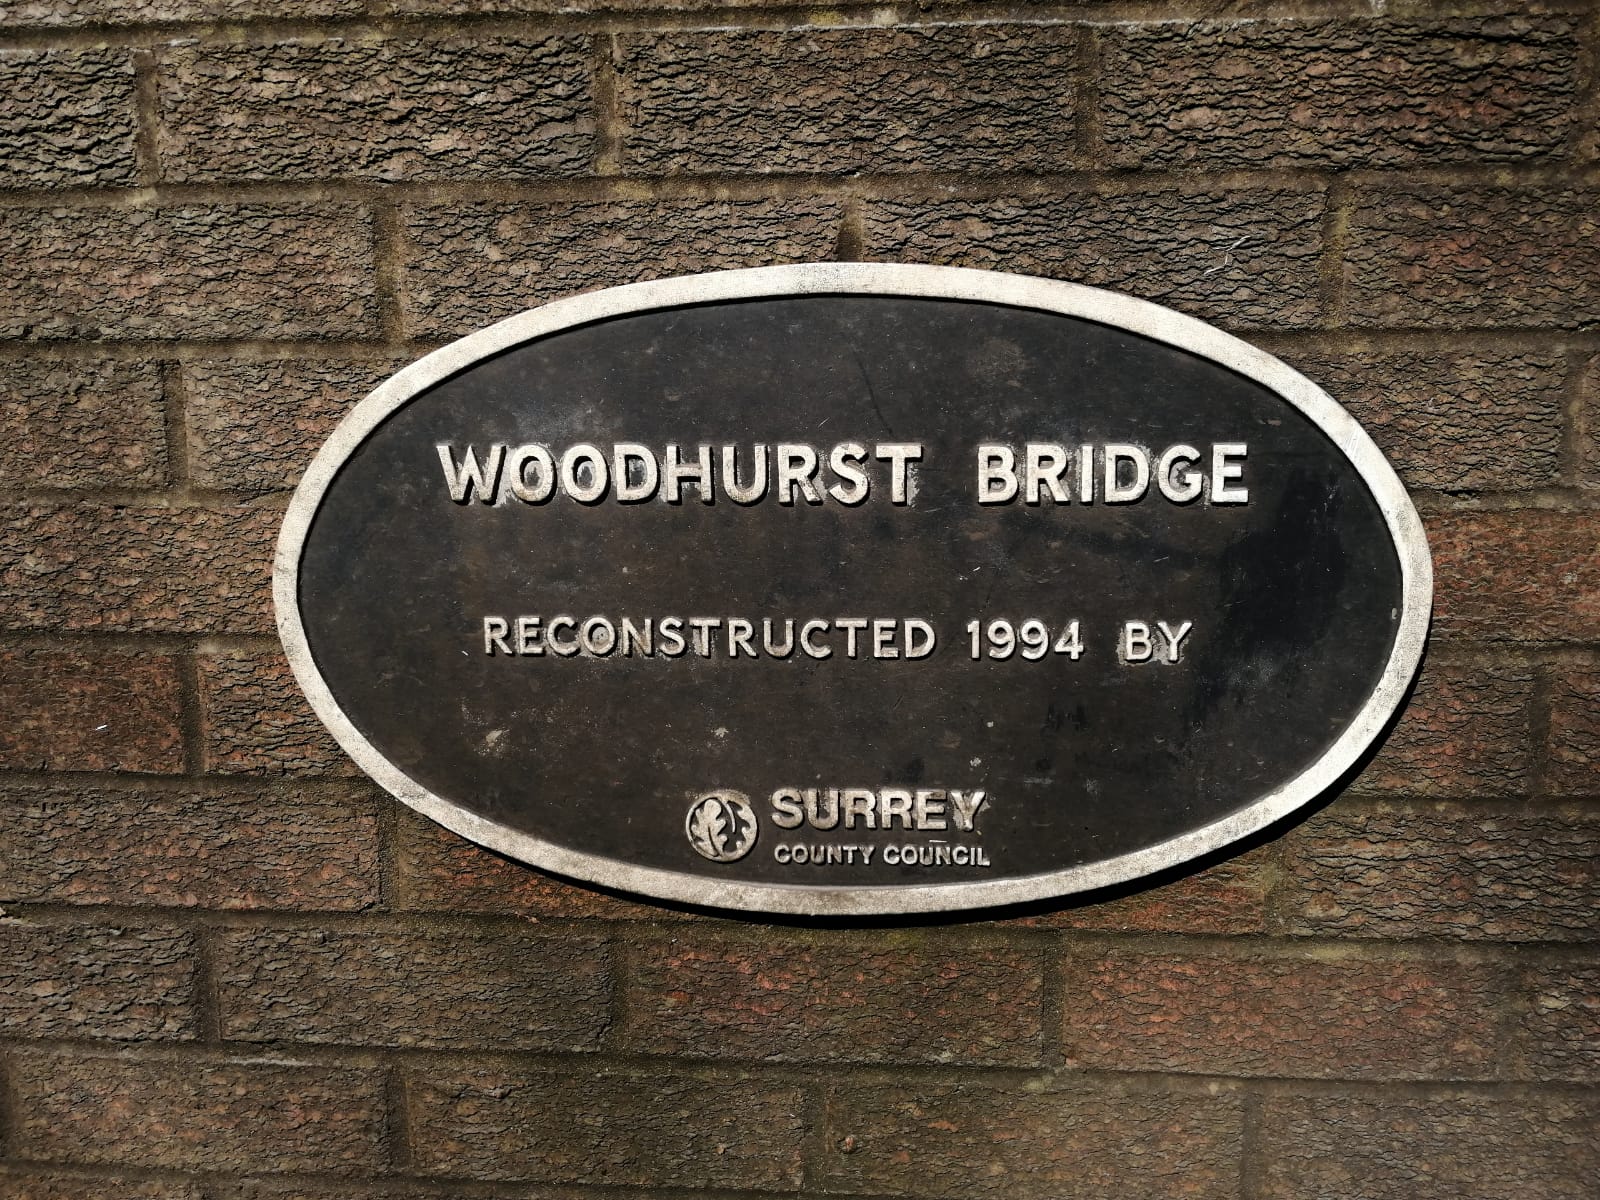 WOODHURST BRIDGE
RECONSTRUCTED 1994 BY
SURREY
COUNTY COUNCIL